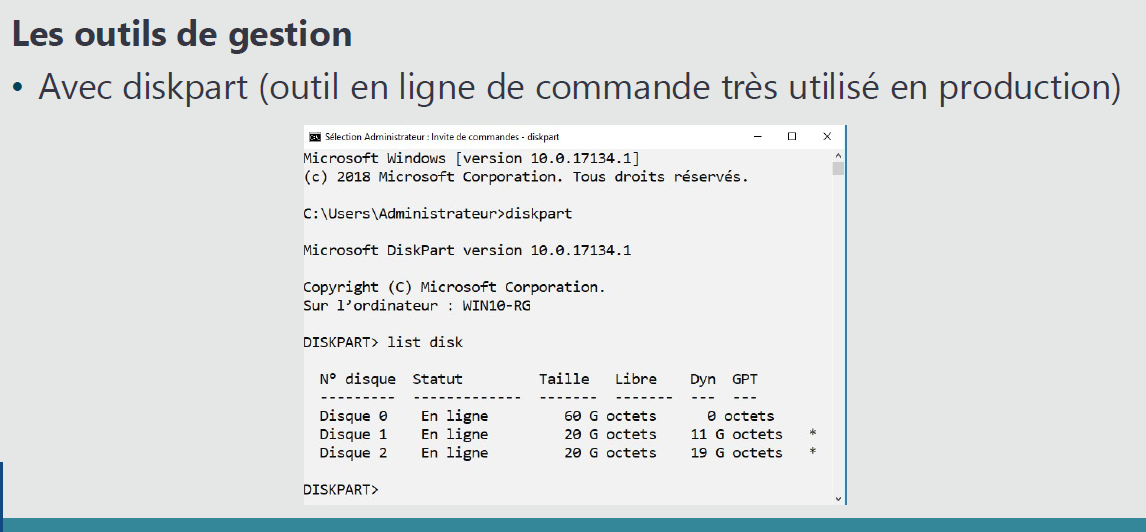 Les outils de gestion
• Avec diskpart (outil en ligne de commande très utilisé en production)
Sélection Administrateur : Invite de commandes - diskpart
Microsoft Windows [version 10.0.17134.1]
(c) 2018 Microsoft Corporation. Tous droits réservés.
C:\Users\Administrateur>diskpart
Microsoft DiskPart version 10.0.17134.1
Copyright (C) Microsoft Corporation.
Sur l’ordinateur : WIN10-RG
DISKPART> list disk
N° disque Statut Taille Libre Dyn GPT
--------- ------------- ------- ------- --- ---
Disque 0 En ligne 60 G octets 0 octets
Disque 1 En ligne 20 G octets 11 G octets *
Disque 2 En ligne 20 G octets 19 G octets *
DISKPART>